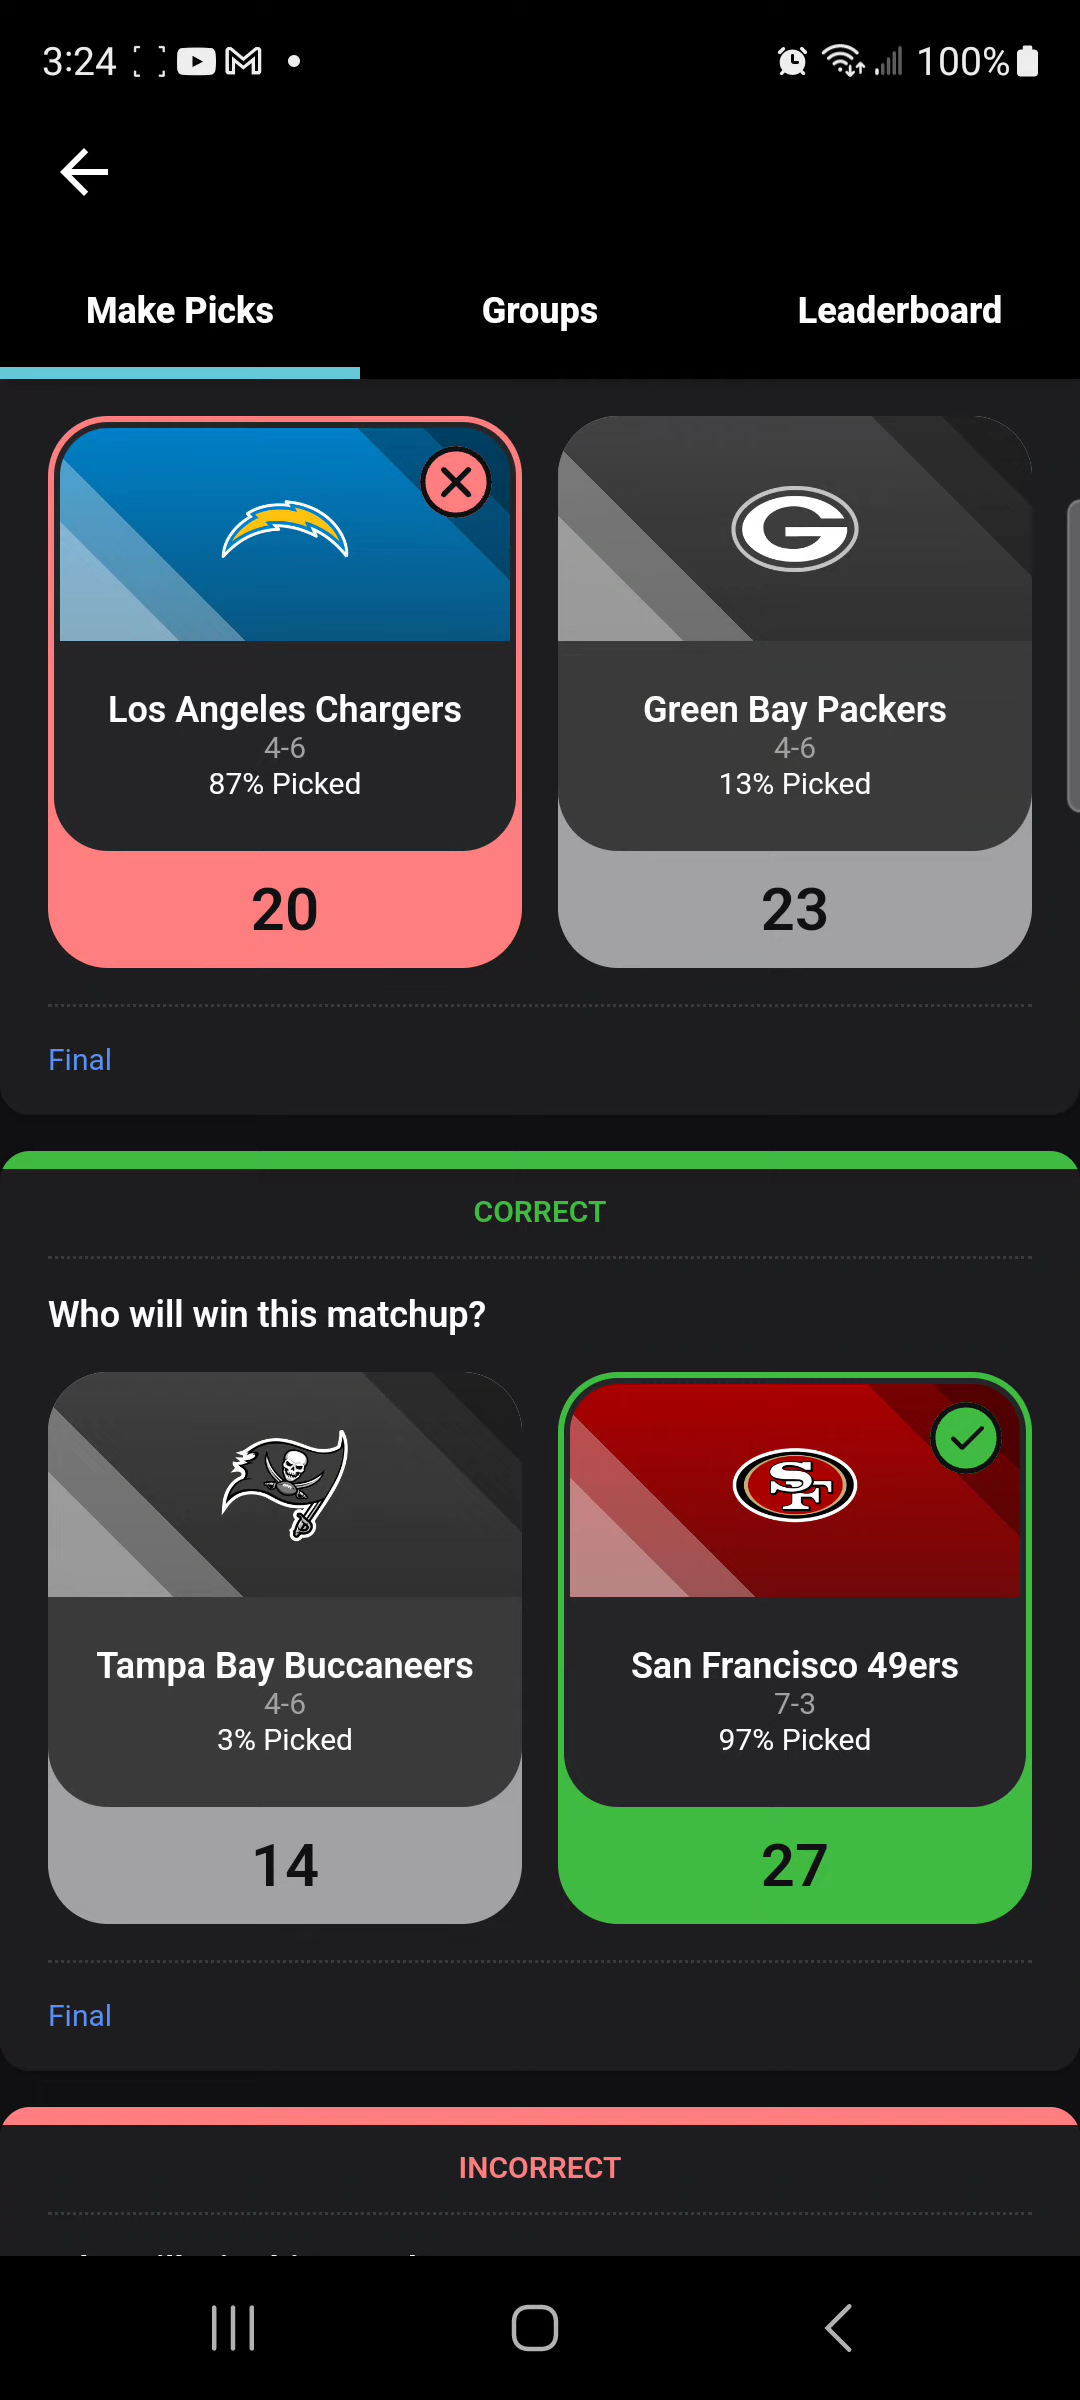 3:24 100%
Make Picks Groups Leaderboard
G
Los Angeles Chargers Green Bay Packers
4-6 4-6
87% Picked 13% Picked
20 23
Final
CORRECT
Who will win this matchup?
SF
Tampa Bay Buccaneers San Francisco 49ers
4-6 7-3
3% Picked 97% Picked
14 27
Final
INCORRECT